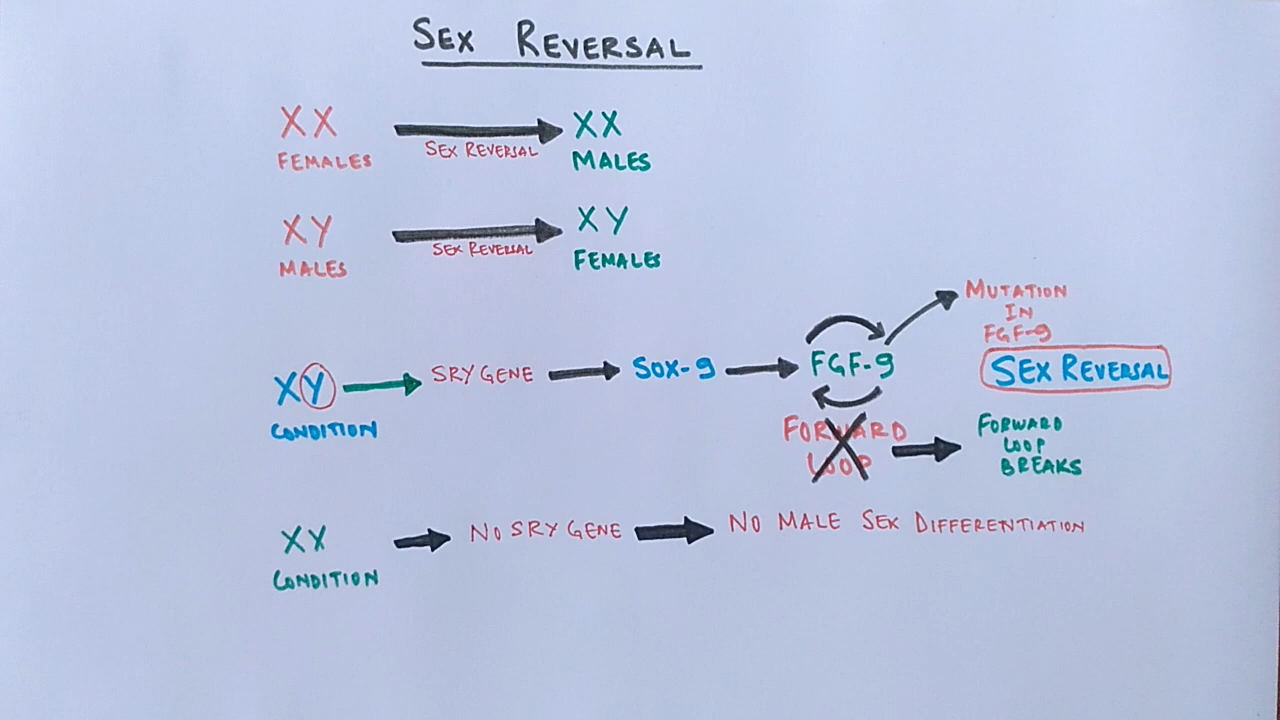 SEX REVERSAL
XX
FEMALES
SEX REVERSAL
XX
MALES
XY
MALES
SEX REVERSAL
XY
FEMALES
XY
CONDITION
SRY GENE
SOX-9
FGF-9
MUTATION
IN
FGF-9
SEX REVERSAL
FORWARD
LOOP
FORWARD
LOOP
BREAKS
XX
CONDITION
NO SRY GENE
NO MALE SEX DIFFERENTIATION